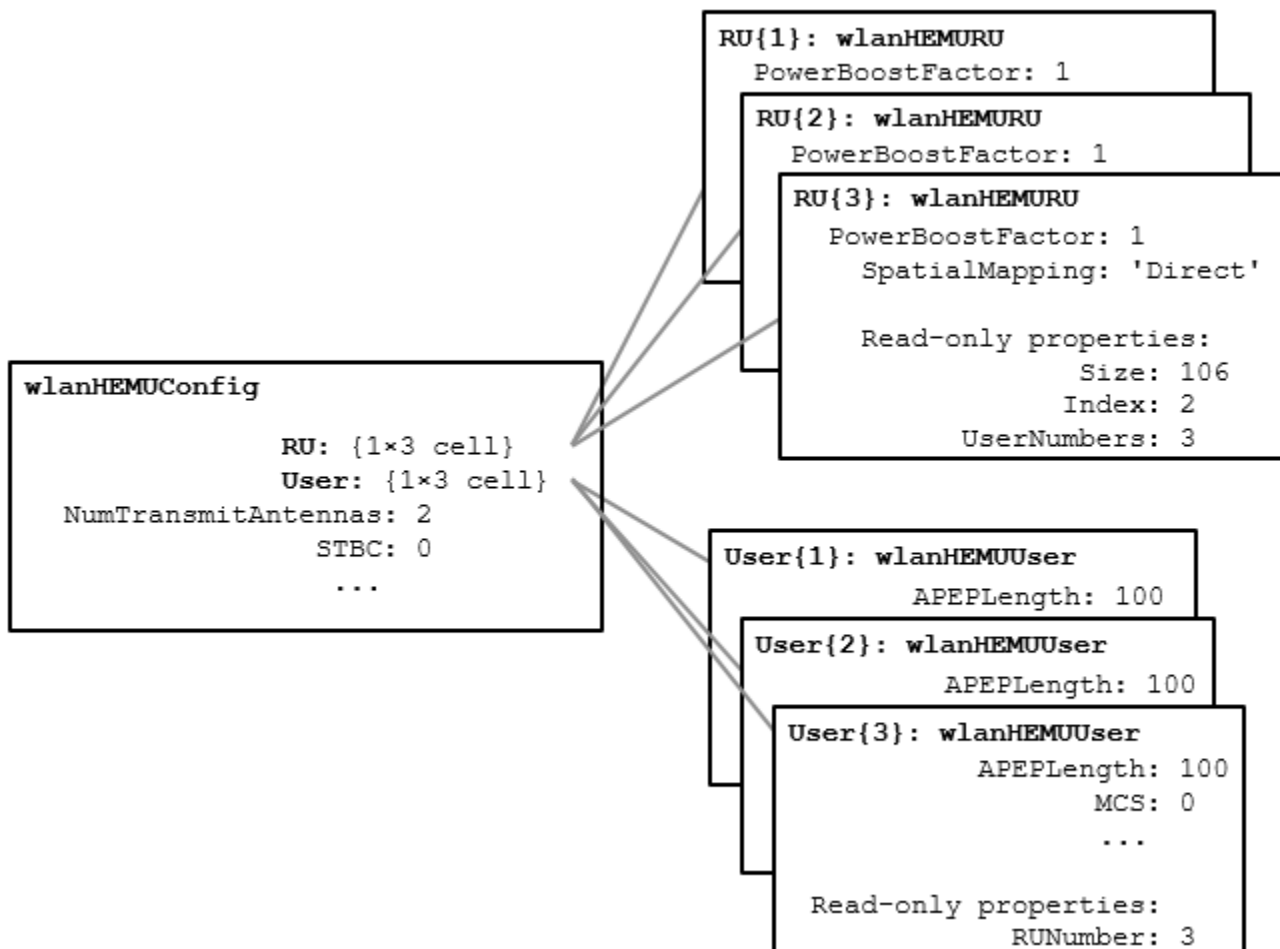 RU{1}: wlanHEMURU
PowerBoostFactor: 1
RU{2}: wlanHEMURU
PowerBoostFactor: 1
RU{3}: wlanHEMURU
PowerBoostFactor: 1
SpatialMapping: 'Direct'
Read-only properties:
Size: 106
Index: 2
UserNumbers: 3
wlanHEMUConfig
RU: {1×3 cell}
User: {1×3 cell}
NumTransmitAntennas: 2
STBC: 0
...
User{1}: wlanHEMUUser
APEPLength: 100
User{2}: wlanHEMUUser
APEPLength: 100
User{3}: wlanHEMUUser
APEPLength: 100
MCS: 0
...
Read-only properties:
RUNumber: 3